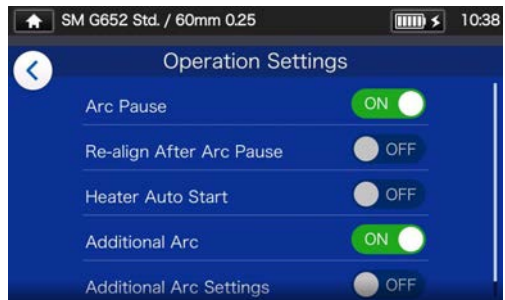 SM G652 Std. / 60mm 0.25 10:38
Operation Settings
Arc Pause ON
Re-align After Arc Pause OFF
Heater Auto Start OFF
Additional Arc ON
Additional Arc Settings OFF